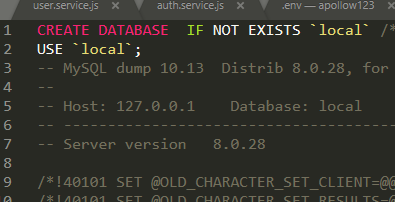 user.service.js × auth.service.js × .env — apollow123
1 CREATE DATABASE  IF NOT EXISTS `local` /*
2 USE `local`;
3 -- MySQL dump 10.13  Distrib 8.0.28, for
4 --
5 -- Host: 127.0.0.1    Database: local
6 -- ------------------------------------
7 -- Server version   8.0.28
8
9 /*!40101 SET @OLD_CHARACTER_SET_CLIENT=@@
/*!40101 SET @OLD_CHARACTER_SET_RESULTS=@